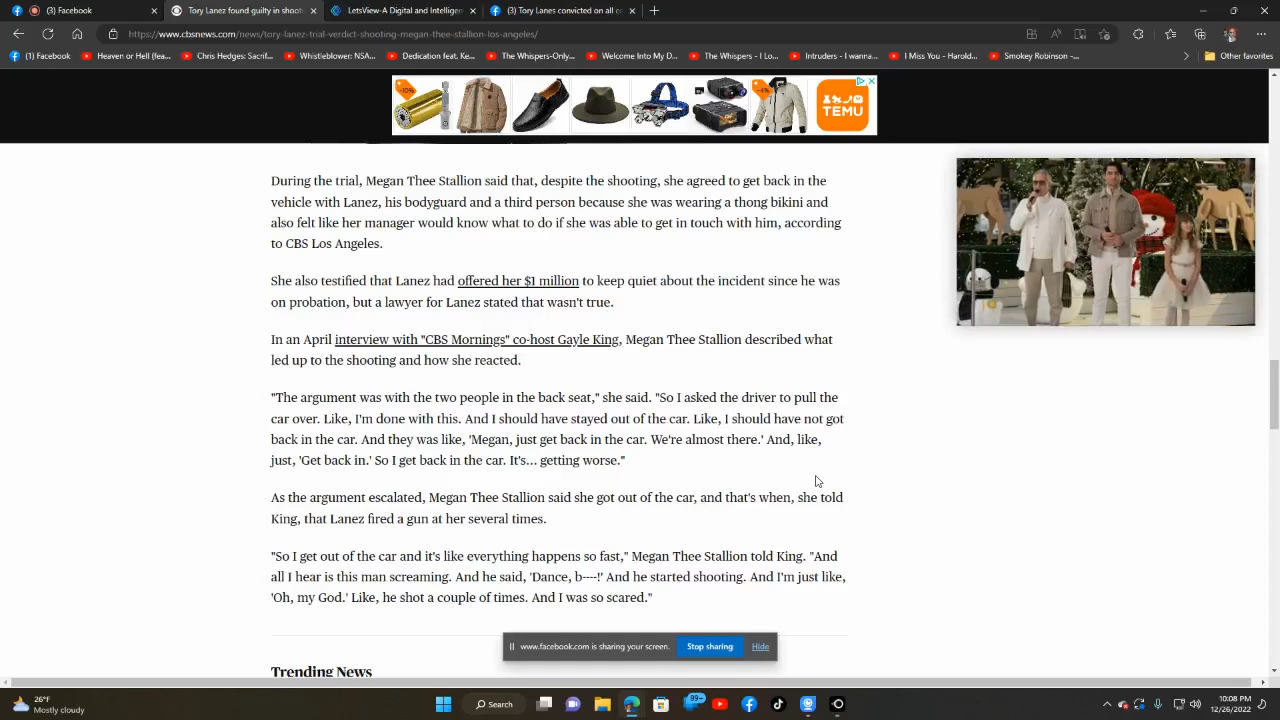 (3) Facebook
Tory Lanez found guilty in shooti
LetsView-A Digital and Intelligen
(3) Tory Lanez convicted on all co
https://www.cbsnews.com/news/tory-lanez-trial-verdict-shooting-megan-thee-stallion-los-angeles/
(1) Facebook
Heaven or Hell (fea...
Chris Hedges: Sacrif...
Whistleblower: NSA...
Dedication feat. Ke...
The Whispers-Only...
Welcome Into My D...
The Whispers - I Lo...
Intruders - I wanna...
I Miss You - Harold...
Smokey Robinson -...
Other favorites
-10%
-4%
TEMU
During the trial, Megan Thee Stallion said that, despite the shooting, she agreed to get back in the
vehicle with Lanez, his bodyguard and a third person because she was wearing a thong bikini and
also felt like her manager would know what to do if she was able to get in touch with him, according
to CBS Los Angeles.
She also testified that Lanez had offered her $1 million to keep quiet about the incident since he was
on probation, but a lawyer for Lanez stated that wasn't true.
In an April interview with "CBS Mornings" co-host Gayle King, Megan Thee Stallion described what
led up to the shooting and how she reacted.
"The argument was with the two people in the back seat," she said. "So I asked the driver to pull the
car over. Like, I'm done with this. And I should have stayed out of the car. Like, I should have not got
back in the car. And they was like, 'Megan, just get back in the car. We're almost there.' And, like,
just, 'Get back in.' So I get back in the car. It's... getting worse."
As the argument escalated, Megan Thee Stallion said she got out of the car, and that's when, she told
King, that Lanez fired a gun at her several times.
"So I get out of the car and it's like everything happens so fast," Megan Thee Stallion told King. "And
all I hear is this man screaming. And he said, 'Dance, b----!' And he started shooting. And I'm just like,
'Oh, my God.' Like, he shot a couple of times. And I was so scared."
www.facebook.com is sharing your screen.
Stop sharing
Hide
Trending News
26°F
Mostly cloudy
Search
99+
10:08 PM
12/26/2022